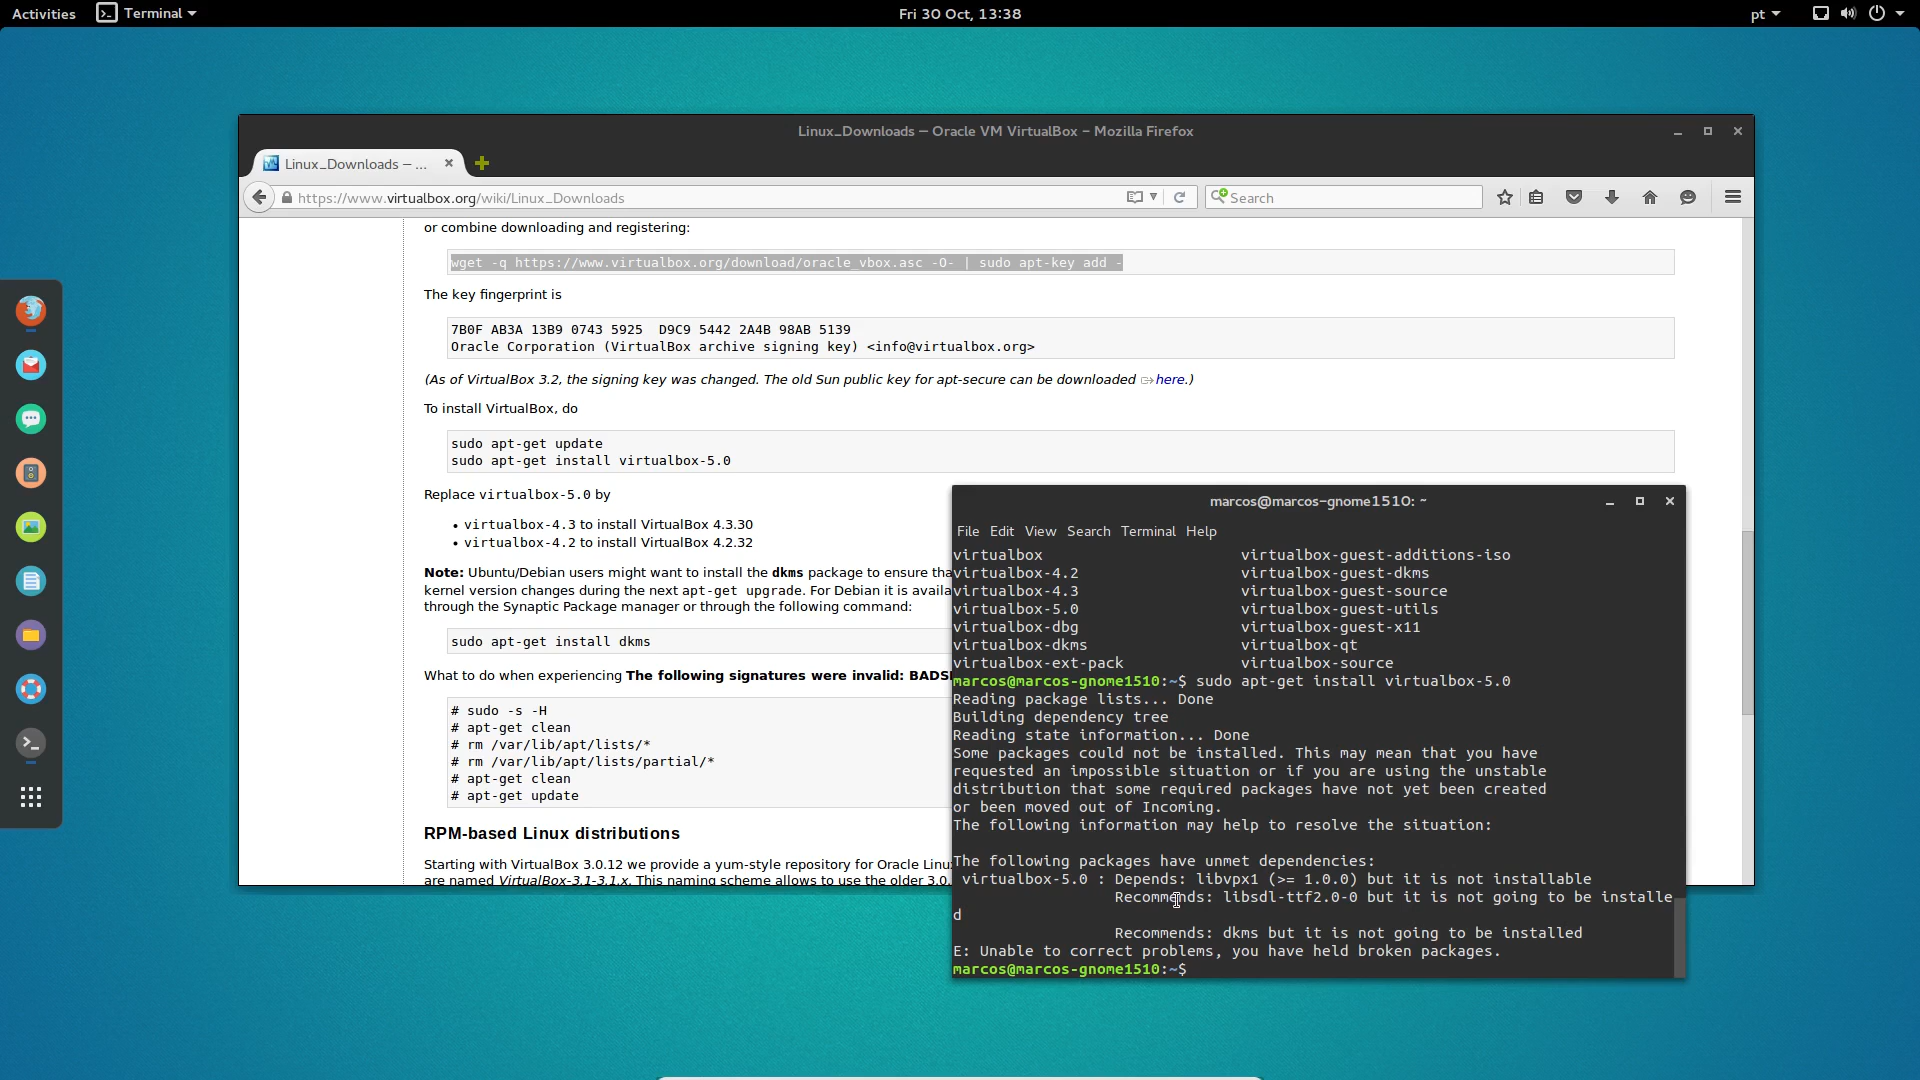 Activities
Terminal
Fri 30 Oct, 13:38
pt
Linux_Downloads – Oracle VM VirtualBox – Mozilla Firefox
Linux_Downloads – ...
https://www.virtualbox.org/wiki/Linux_Downloads
Search
or combine downloading and registering:
wget -q https://www.virtualbox.org/download/oracle_vbox.asc -O- | sudo apt-key add -
The key fingerprint is
7B0F AB3A 13B9 0743 5925  D9C9 5442 2A4B 98AB 5139
Oracle Corporation (VirtualBox archive signing key) <info@virtualbox.org>
(As of VirtualBox 3.2, the signing key was changed. The old Sun public key for apt-secure can be downloaded here.)
To install VirtualBox, do
sudo apt-get update
sudo apt-get install virtualbox-5.0
Replace virtualbox-5.0 by
• virtualbox-4.3 to install VirtualBox 4.3.30
• virtualbox-4.2 to install VirtualBox 4.2.32
Note: Ubuntu/Debian users might want to install the dkms package to ensure tha
kernel version changes during the next apt-get upgrade. For Debian it is availa
through the Synaptic Package manager or through the following command:
sudo apt-get install dkms
What to do when experiencing The following signatures were invalid: BADSI
# sudo -s -H
# apt-get clean
# rm /var/lib/apt/lists/*
# rm /var/lib/apt/lists/partial/*
# apt-get clean
# apt-get update
RPM-based Linux distributions
Starting with VirtualBox 3.0.12 we provide a yum-style repository for Oracle Linu
are named VirtualBox-3.1-3.1.x. This naming scheme allows to use the older 3.0.
marcos@marcos-gnome1510: ~
File Edit View Search Terminal Help
virtualbox virtualbox-guest-additions-iso
virtualbox-4.2 virtualbox-guest-dkms
virtualbox-4.3 virtualbox-guest-source
virtualbox-5.0 virtualbox-guest-utils
virtualbox-dbg virtualbox-guest-x11
virtualbox-dkms virtualbox-qt
virtualbox-ext-pack virtualbox-source
marcos@marcos-gnome1510:~$ sudo apt-get install virtualbox-5.0
Reading package lists... Done
Building dependency tree
Reading state information... Done
Some packages could not be installed. This may mean that you have
requested an impossible situation or if you are using the unstable
distribution that some required packages have not yet been created
or been moved out of Incoming.
The following information may help to resolve the situation:
The following packages have unmet dependencies:
virtualbox-5.0 : Depends: libvpx1 (>= 1.0.0) but it is not installable
Recommends: libsdl-ttf2.0-0 but it is not going to be installe
d
Recommends: dkms but it is not going to be installed
E: Unable to correct problems, you have held broken packages.
marcos@marcos-gnome1510:~$